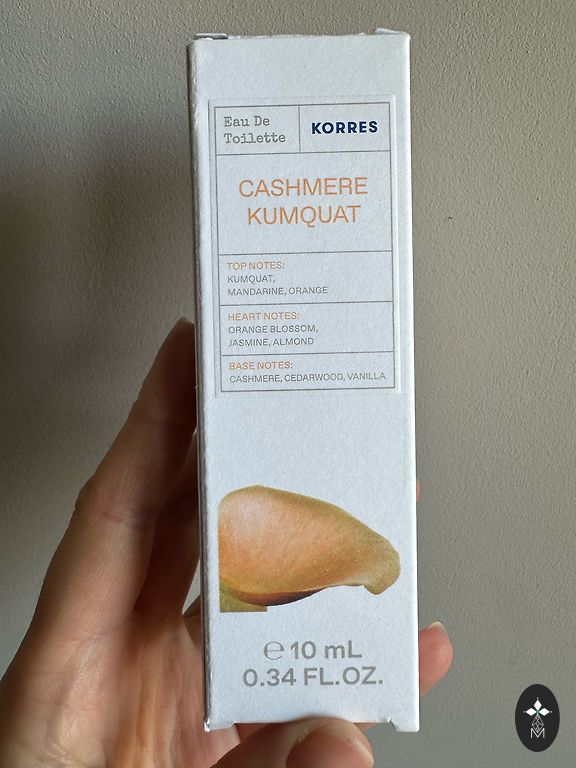 Eau De
Toilette
KORRES
CASHMERE
KUMQUAT
TOP NOTES:
KUMQUAT,
MANDARINE, ORANGE
HEART NOTES:
ORANGE BLOSSOM,
JASMINE, ALMOND
BASE NOTES:
CASHMERE, CEDARWOOD, VANILLA
℮ 10 mL
0.34 FL.OZ.
M